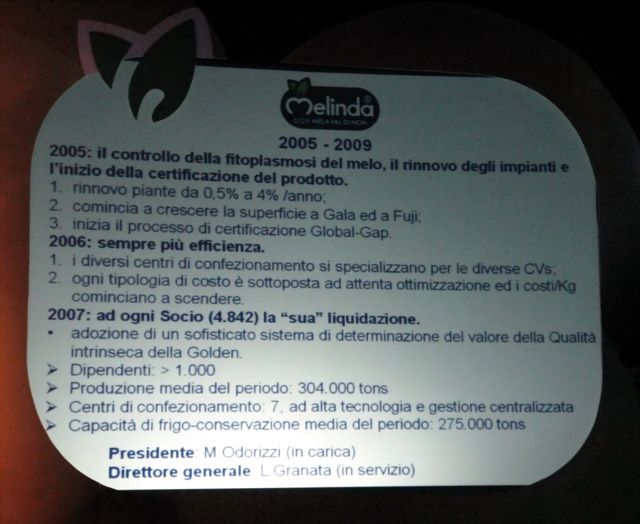 Melinda®
D.O.P. MELA VAL DI NON
2005 - 2009
2005: il controllo della fitoplasmosi del melo, il rinnovo degli impianti e
l'inizio della certificazione del prodotto.
1. rinnovo piante da 0,5% a 4% /anno;
2. comincia a crescere la superficie a Gala ed a Fuji;
3. inizia il processo di certificazione Global-Gap.
2006: sempre più efficienza.
1. i diversi centri di confezionamento si specializzano per le diverse CVs;
2. ogni tipologia di costo è sottoposta ad attenta ottimizzazione ed i costi/Kg
cominciano a scendere.
2007: ad ogni Socio (4.842) la “sua” liquidazione.
• adozione di un sofisticato sistema di determinazione del valore della Qualità
intrinseca della Golden.
➢ Dipendenti: > 1.000
➢ Produzione media del periodo: 304.000 tons
➢ Centri di confezionamento: 7, ad alta tecnologia e gestione centralizzata
➢ Capacità di frigo-conservazione media del periodo: 275.000 tons
Presidente: M Odorizzi (in carica)
Direttore generale L Granata (in servizio)